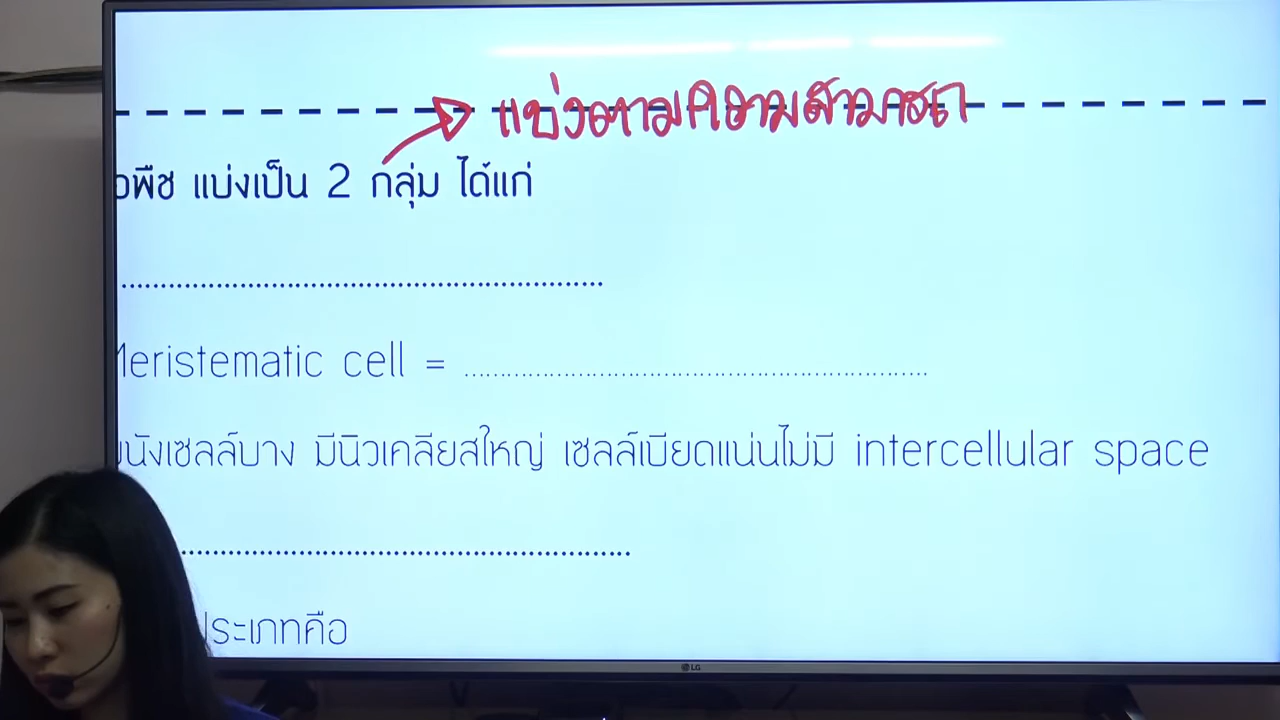 แบ่งตามความสามารถ
อพืช แบ่งเป็น 2 กลุ่ม ได้แก่
................................................................
Meristematic cell = ................................................................
ผนังเซลล์บาง มีนิวเคลียสใหญ่ เซลล์เบียดแน่นไม่มี intercellular space
................................................................
ประเภทคือ
LG